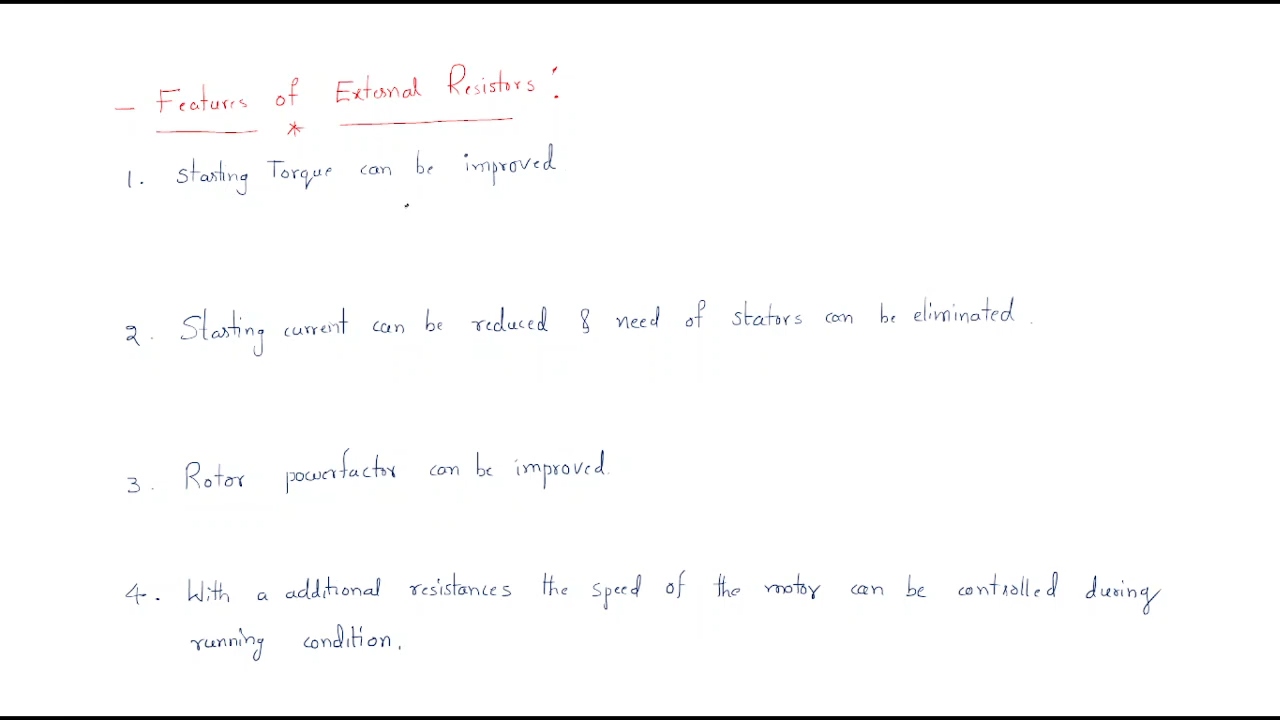 - Features of External Resistors :
*
1. Starting Torque can be improved
2. Starting current can be reduced & need of stators can be eliminated.
3. Rotor powerfactor can be improved.
4. With a additional resistances the speed of the motor can be controlled during
running condition.